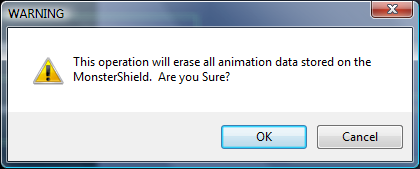 WARNING
This operation will erase all animation data stored on the
MonsterShield.  Are you Sure?
OK
Cancel